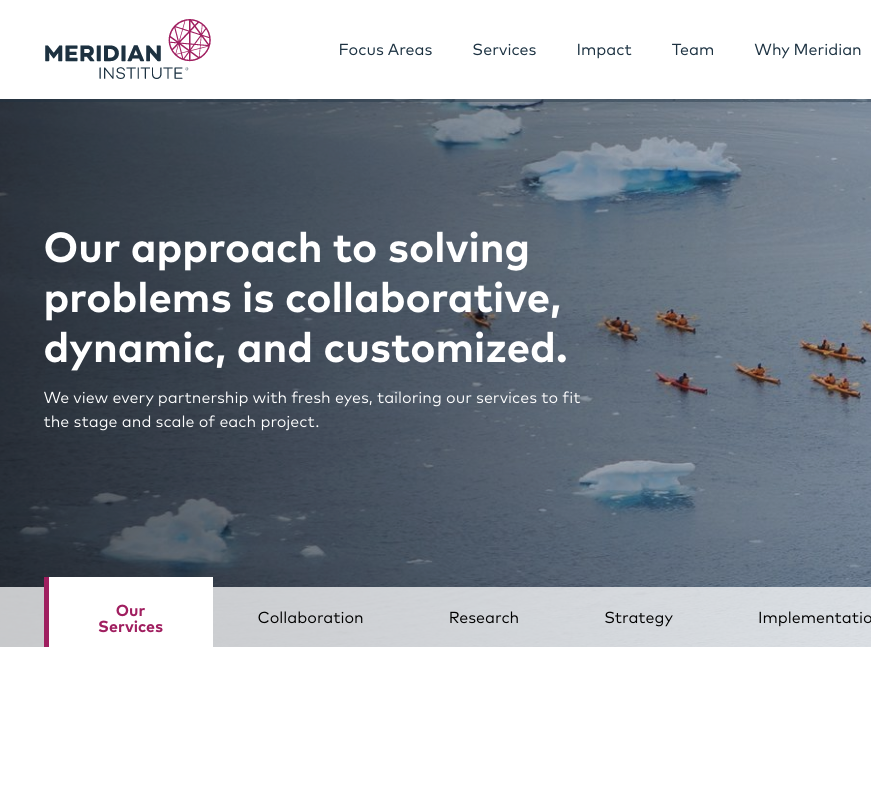 MERIDIAN
INSTITUTE
Focus Areas Services Impact Team Why Meridian
Our approach to solving
problems is collaborative,
dynamic, and customized.
We view every partnership with fresh eyes, tailoring our services to fit
the stage and scale of each project.
Our
Services
Collaboration Research Strategy Implementatio